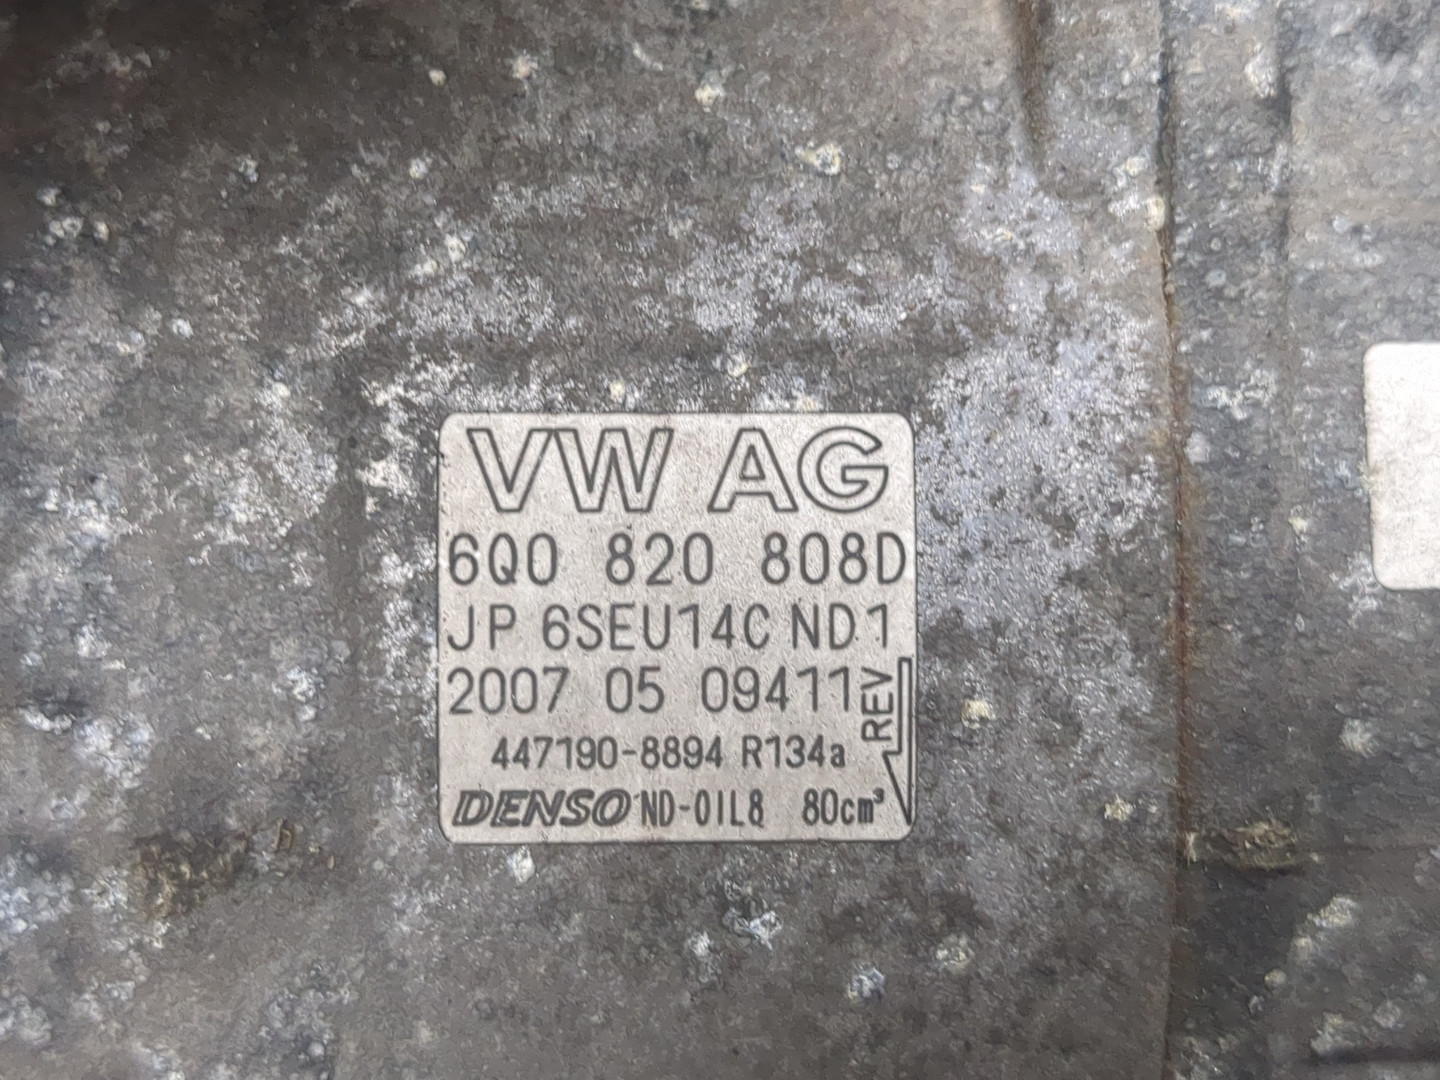 VW AG
6Q0 820 808D
JP 6SEU14C ND1
2007 05 09411
REV
447190-8894 R134a
DENSO ND-OIL8 80cm³